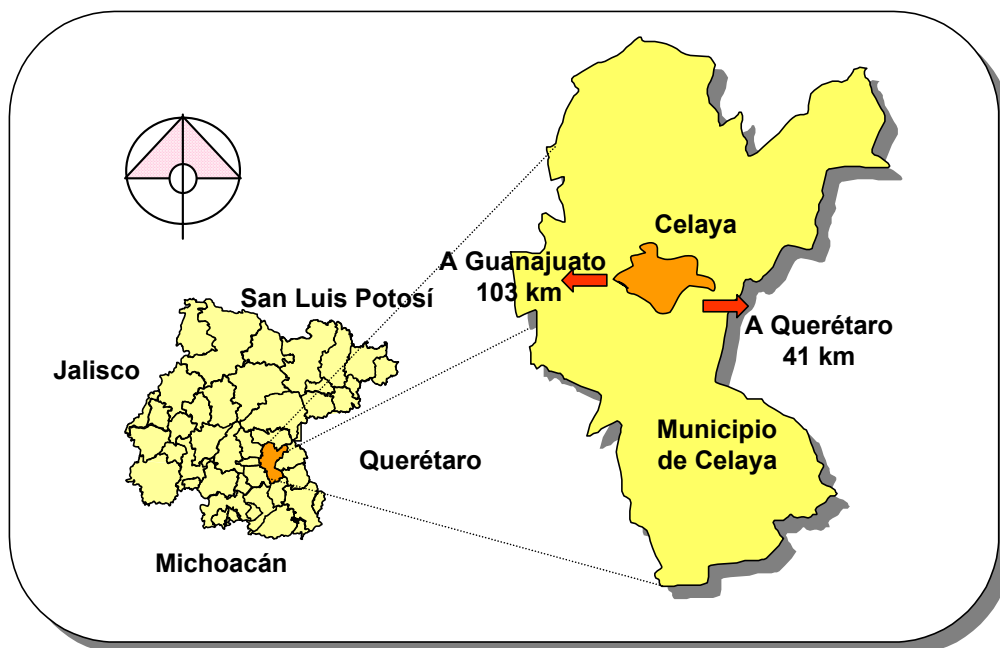 Celaya
A Guanajuato
103 km
San Luis Potosí
A Querétaro
41 km
Jalisco
Municipio
de Celaya
Querétaro
Michoacán